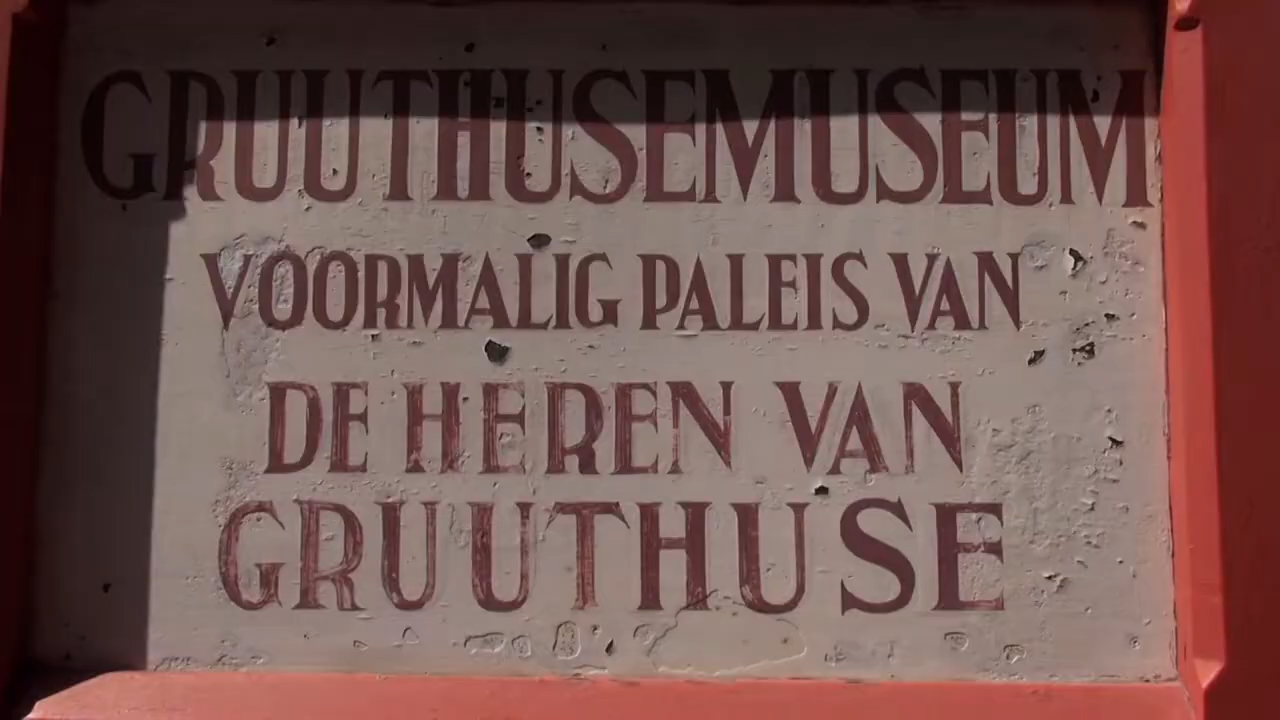 GRUUTHUSEMUSEUM
VOORMALIG PALEIS VAN
DE HEREN VAN
GRUUTHUSE